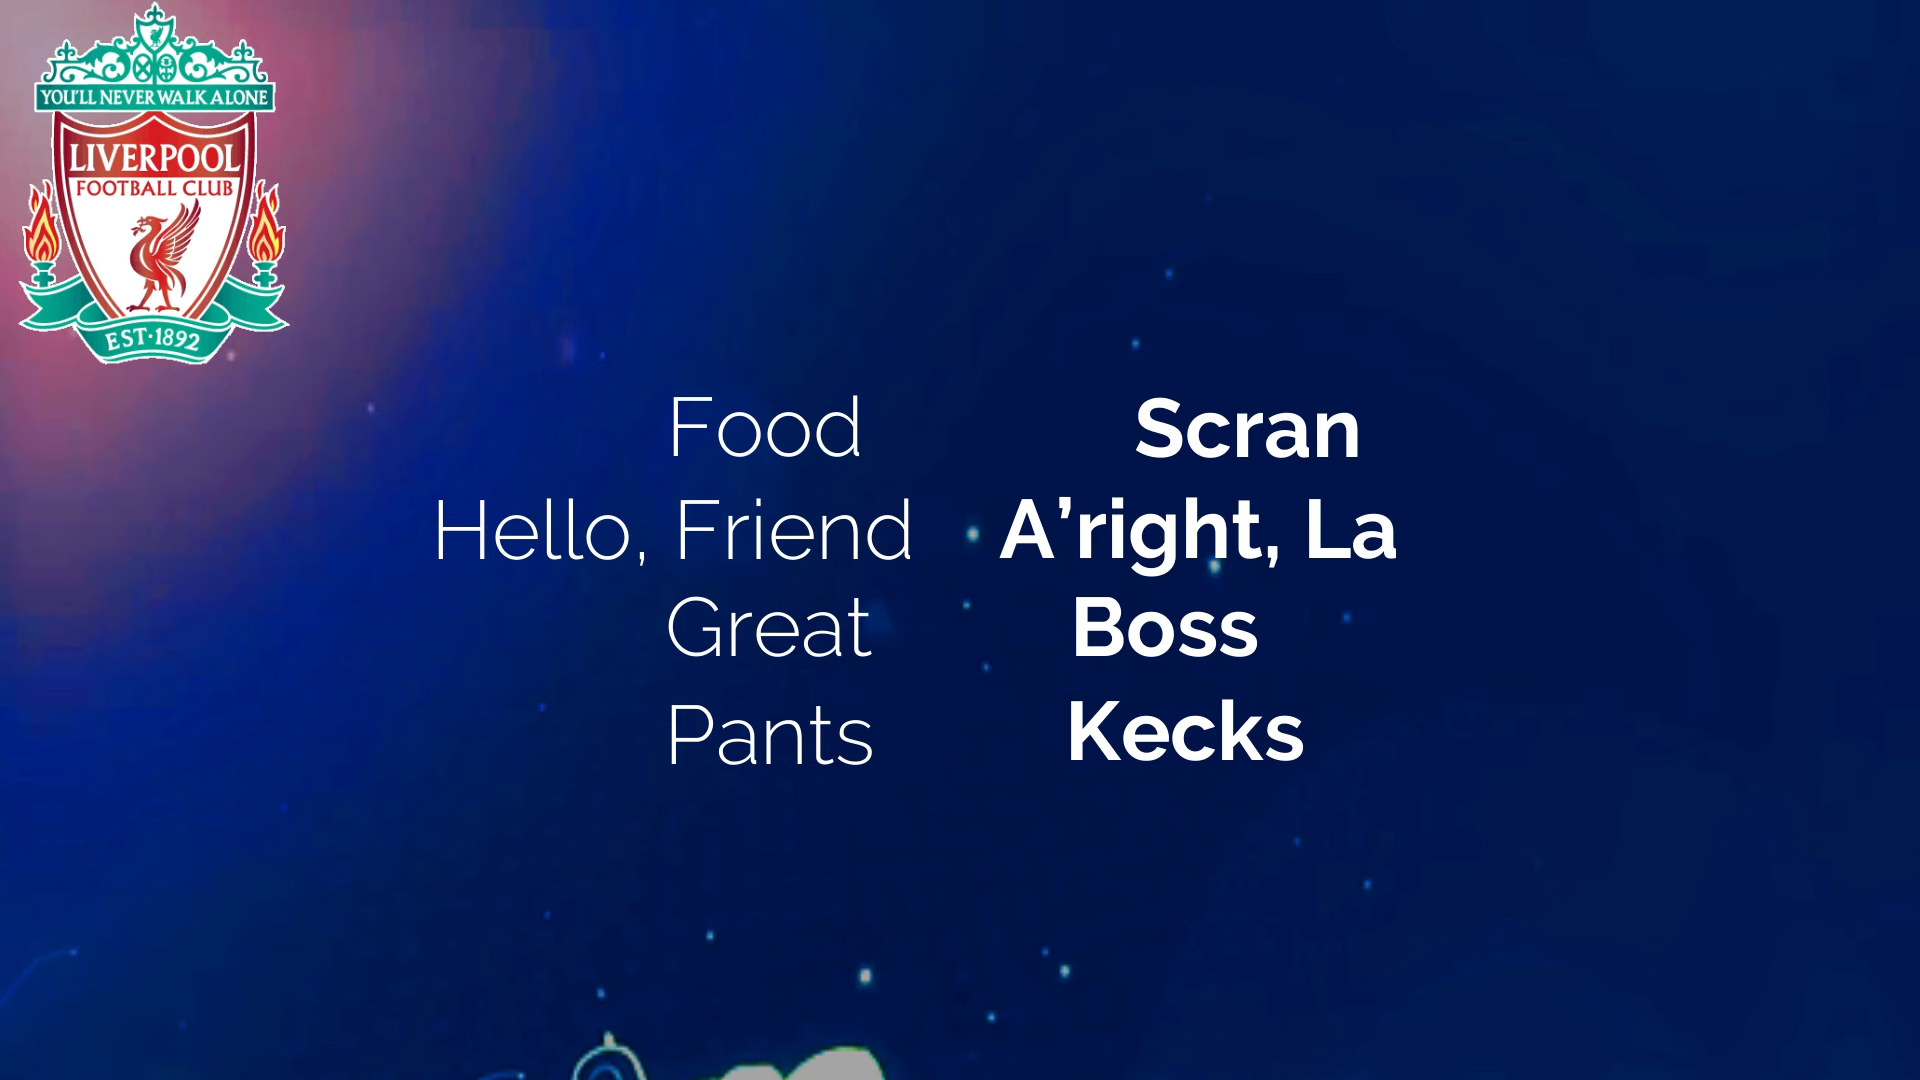 YOU'LL NEVER WALK ALONE
LIVERPOOL
FOOTBALL CLUB
EST·1892
Food Scran
Hello, Friend A’right, La
Great Boss
Pants Kecks